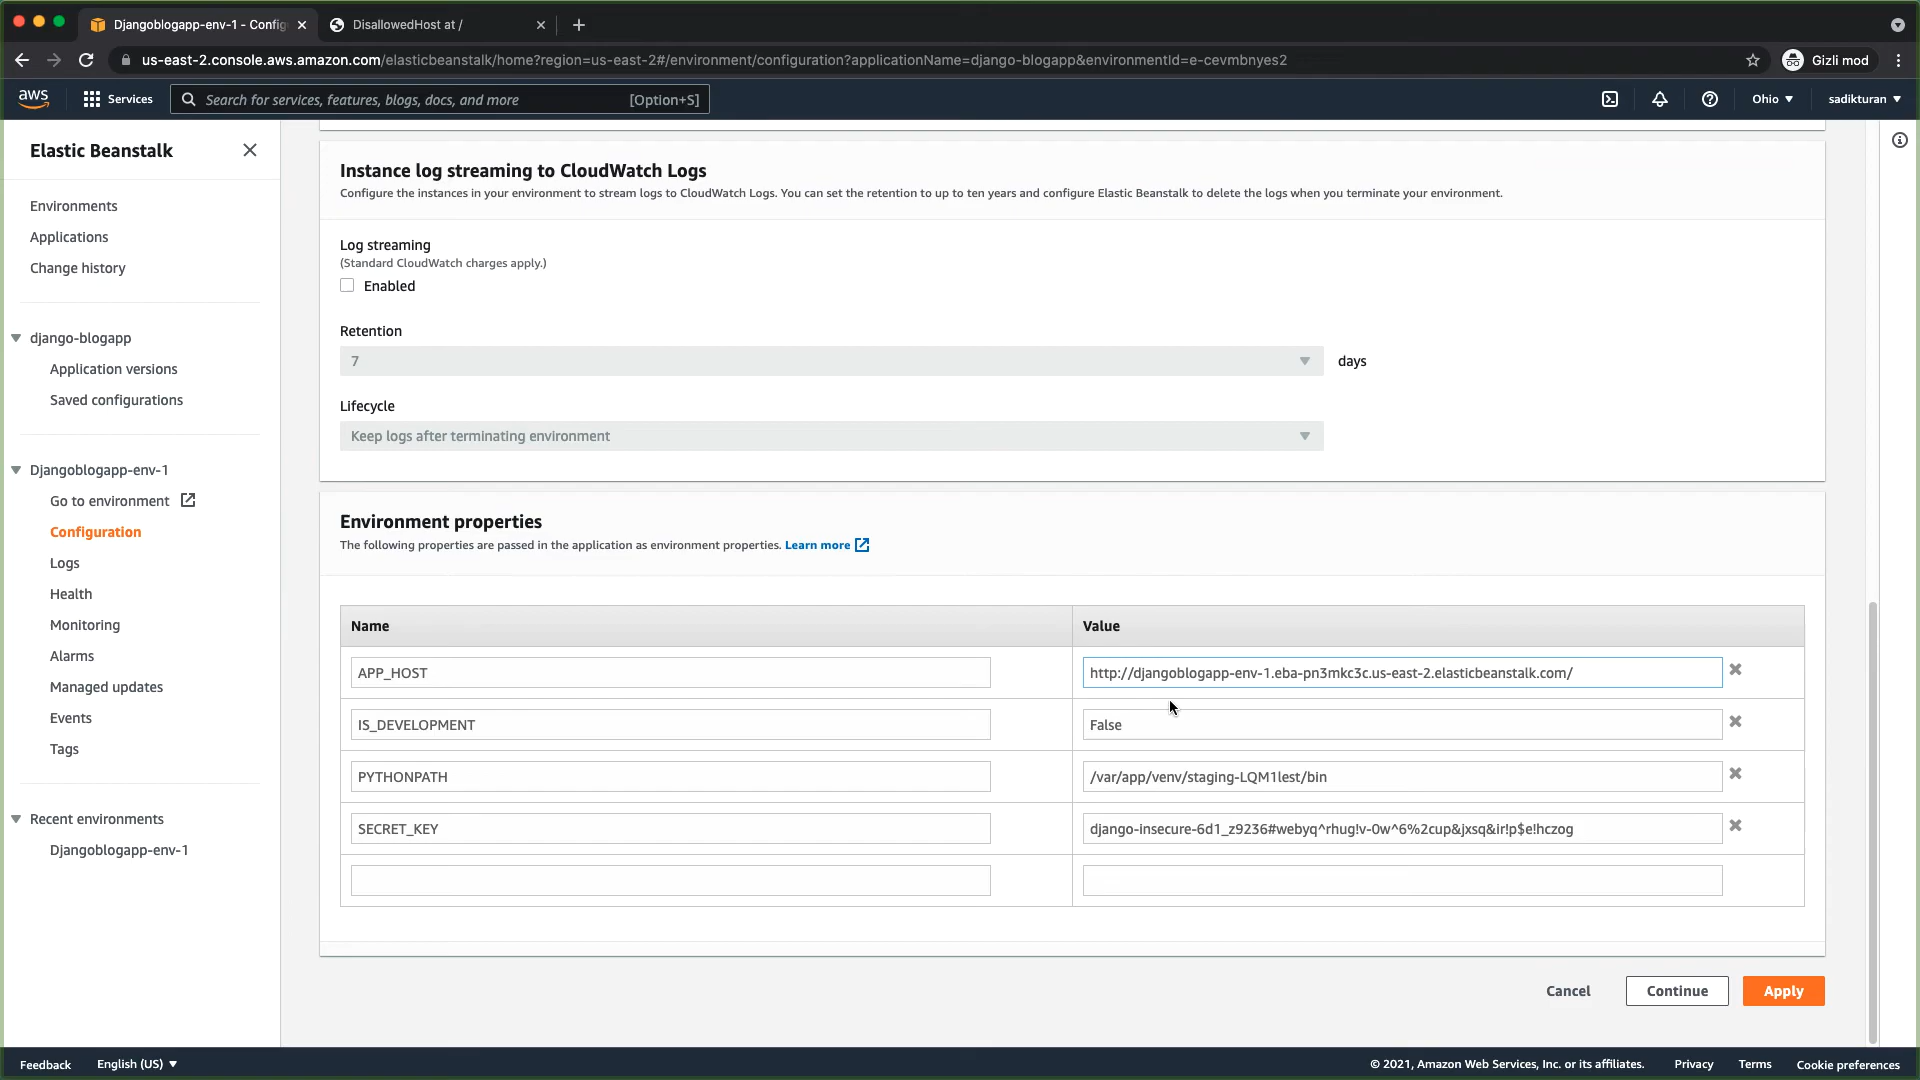 Djangoblogapp-env-1 - Config
DisallowedHost at /
us-east-2.console.aws.amazon.com/elasticbeanstalk/home?region=us-east-2#/environment/configuration?applicationName=django-blogapp&environmentId=e-cevmbnyes2
Gizli mod
aws
Services
Search for services, features, blogs, docs, and more
[Option+S]
Ohio
sadikturan
Elastic Beanstalk
Environments
Applications
Change history
django-blogapp
Application versions
Saved configurations
Djangoblogapp-env-1
Go to environment
Configuration
Logs
Health
Monitoring
Alarms
Managed updates
Events
Tags
Recent environments
Djangoblogapp-env-1
Instance log streaming to CloudWatch Logs
Configure the instances in your environment to stream logs to CloudWatch Logs. You can set the retention to up to ten years and configure Elastic Beanstalk to delete the logs when you terminate your environment.
Log streaming
(Standard CloudWatch charges apply.)
Enabled
Retention
7
days
Lifecycle
Keep logs after terminating environment
Environment properties
The following properties are passed in the application as environment properties. Learn more
Name
Value
APP_HOST
http://djangoblogapp-env-1.eba-pn3mkc3c.us-east-2.elasticbeanstalk.com/
IS_DEVELOPMENT
False
PYTHONPATH
/var/app/venv/staging-LQM1lest/bin
SECRET_KEY
django-insecure-6d1_z9236#webyq^rhug!v-0w^6%2cup&jxsq&ir!p$e!hczog
Cancel
Continue
Apply
Feedback
English (US)
© 2021, Amazon Web Services, Inc. or its affiliates.
Privacy
Terms
Cookie preferences